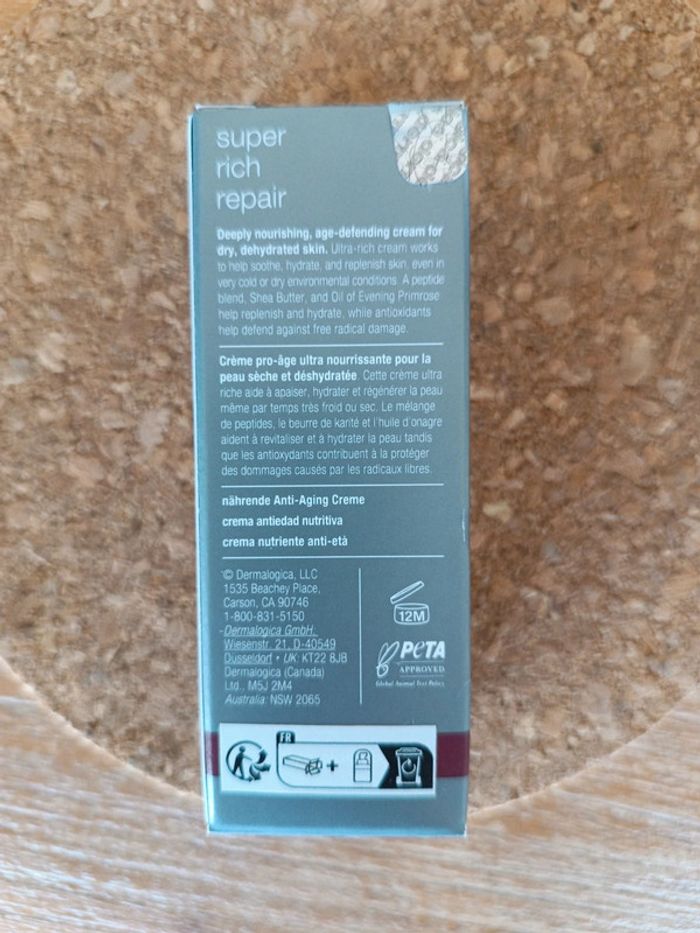 super
rich
repair
Deeply nourishing, age-defending cream for
dry, dehydrated skin. Ultra-rich cream works
to help soothe, hydrate, and replenish skin, even in
very cold or dry environmental conditions. A peptide
blend, Shea Butter, and Oil of Evening Primrose
help replenish and hydrate, while antioxidants
help defend against free radical damage.
Crème pro-âge ultra nourrissante pour la
peau sèche et déshydratée. Cette crème ultra
riche aide à apaiser, hydrater et régénérer la peau
même par temps très froid ou sec. Le mélange
de peptides, le beurre de karité et l'huile d'onagre
aident à revitaliser et à hydrater la peau tandis
que les antioxydants contribuent à la protéger
des dommages causés par les radicaux libres.
nährende Anti-Aging Creme
crema antiedad nutritiva
crema nutriente anti-età
© Dermalogica, LLC
1535 Beachey Place,
Carson, CA 90746
1-800-831-5150
Dermalogica GmbH.
Wiesenstr. 21, D-40549
Dusseldorf • UK: KT22 8JB
Dermalogica (Canada)
Ltd., M5J 2M4
Australia: NSW 2065
12M
PETA
APPROVED
Global Animal Test Policy
FR
+